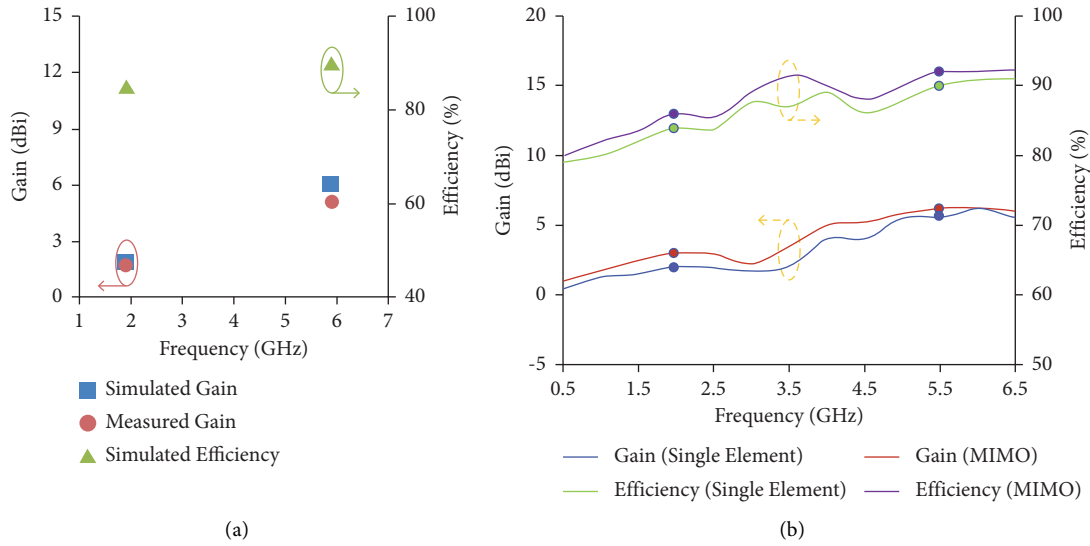 15
12
9
6
3
0
Gain (dBi)
100
80
60
40
Efficiency (%)
1 2 3 4 5 6 7
Frequency (GHz)
Simulated Gain
Measured Gain
Simulated Efficiency
(a)
20
15
10
5
0
-5
Gain (dBi)
100
90
80
70
60
50
Efficiency (%)
0.5 1.5 2.5 3.5 4.5 5.5 6.5
Frequency (GHz)
Gain (Single Element) Gain (MIMO)
Efficiency (Single Element) Efficiency (MIMO)
(b)